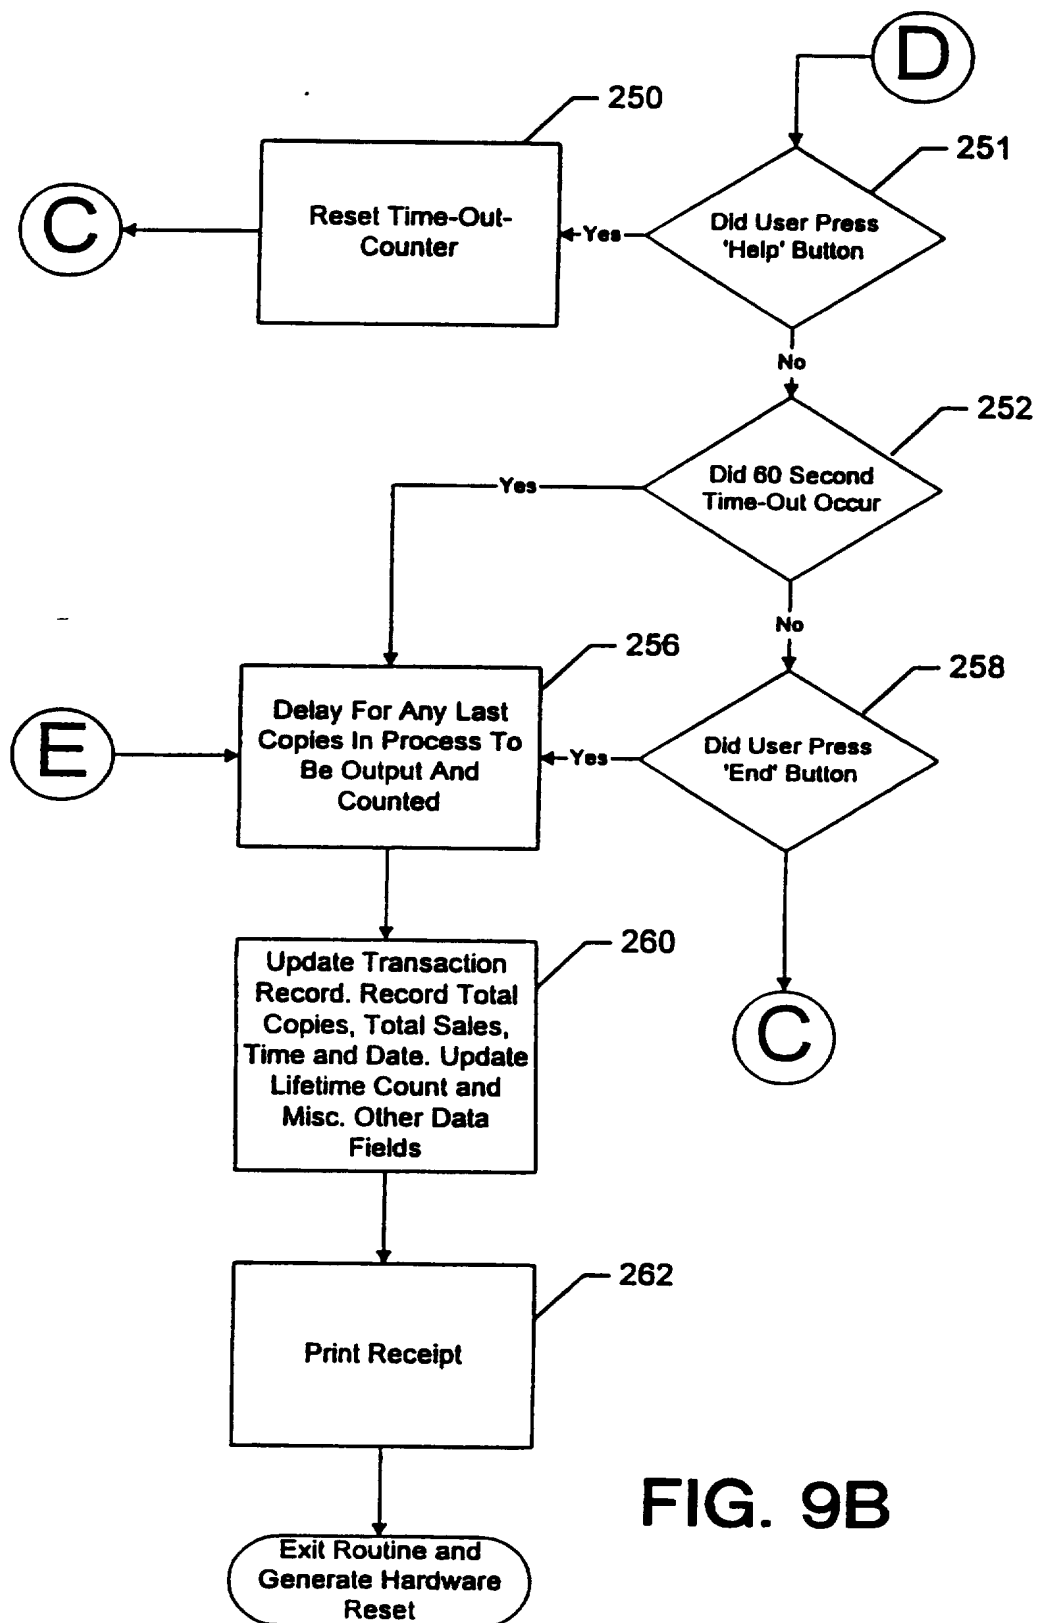 D
250
251
C
Reset Time-Out-
Counter
Yes
Did User Press
'Help' Button
No
252
Did 60 Second
Time-Out Occur
Yes
No
256
258
E
Delay For Any Last
Copies In Process To
Be Output And
Counted
Yes
Did User Press
'End' Button
260
Update Transaction
Record. Record Total
Copies, Total Sales,
Time and Date. Update
Lifetime Count and
Misc. Other Data
Fields
C
262
Print Receipt
FIG. 9B
Exit Routine and
Generate Hardware
Reset